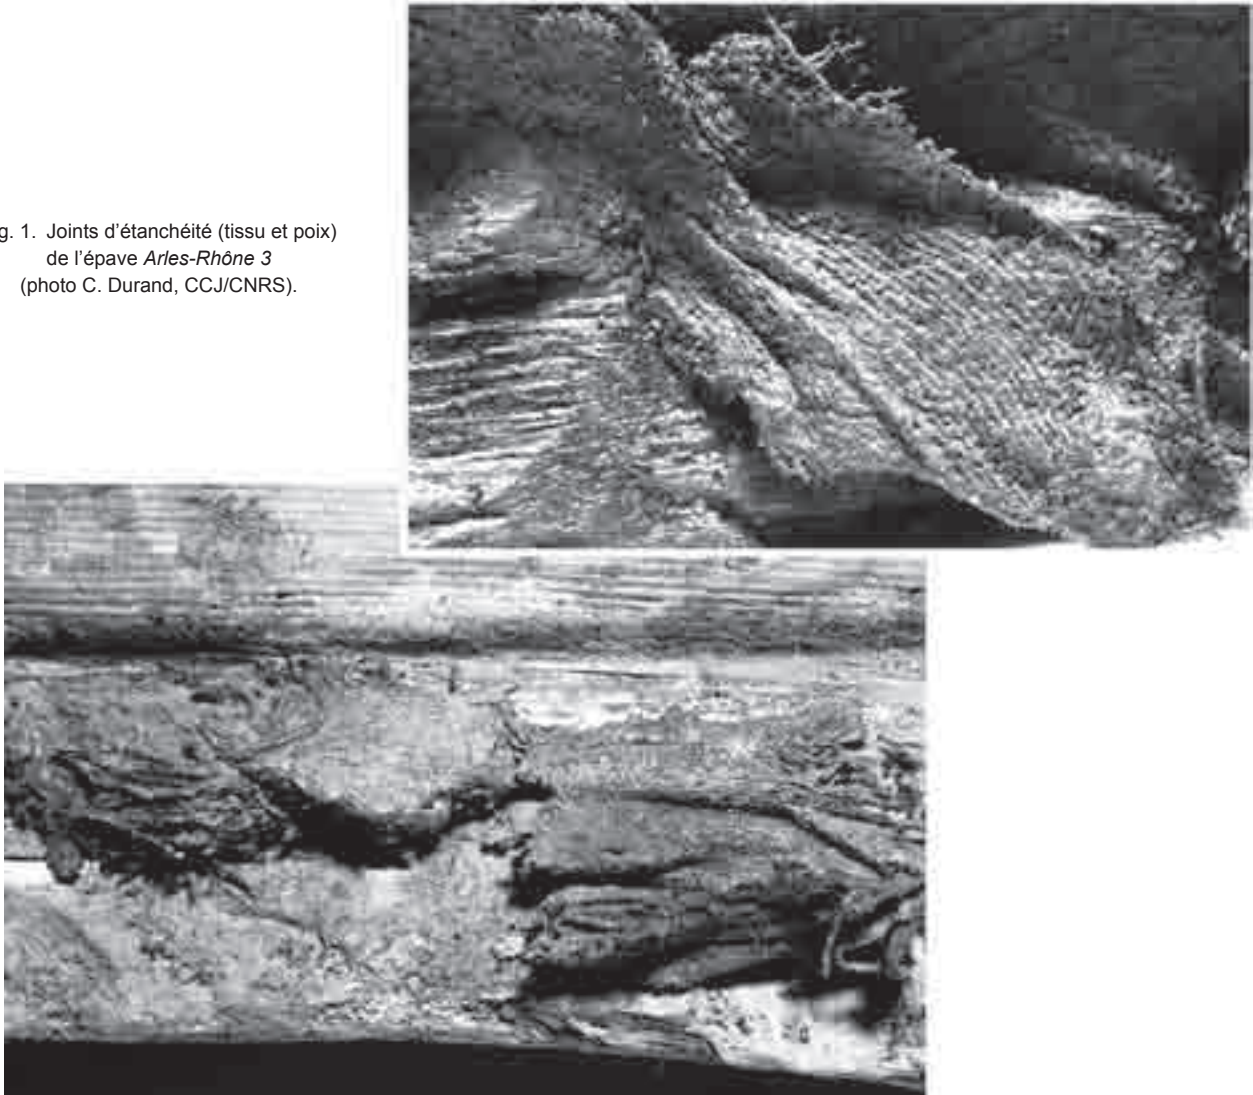 g. 1. Joints d'étanchéité (tissu et poix)
de l'épave Arles-Rhône 3
(photo C. Durand, CCJ/CNRS).